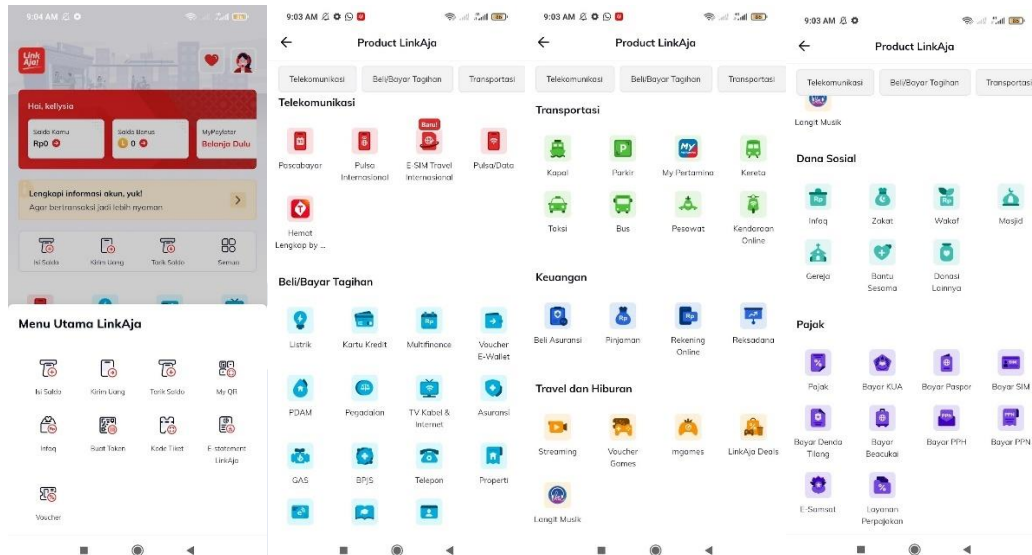 9:04 AM
Link
Aja!
Hai, kellysia
Saldo Kamu
Rp0
Saldo Bonus
0
MyPaylater
Belanja Dulu
Lengkapi informasi akun, yuk!
Agar bertransaksi jadi lebih nyaman
Isi Saldo
Kirim Uang
Tarik Saldo
Semua
Menu Utama LinkAja
Isi Saldo
Kirim Uang
Tarik Saldo
My QR
Infaq
Buat Token
Kode Tiket
E-statement
LinkAja
Voucher
9:03 AM
86
Product LinkAja
Telekomunikasi
Beli/Bayar Tagihan
Transportasi
Telekomunikasi
Pascabayar
Pulsa
Internasional
Baru!
E-SIM Travel
Internasional
Pulsa/Data
Hemat
Lengkap by ...
Beli/Bayar Tagihan
Listrik
Kartu Kredit
Multifinance
Voucher
E-Wallet
PDAM
Pegadaian
TV Kabel &
Internet
Asuransi
GAS
BPJS
Telepon
Properti
9:03 AM
86
Product LinkAja
Telekomunikasi
Beli/Bayar Tagihan
Transportasi
Transportasi
Kapal
Parkir
My Pertamina
Kereta
Taksi
Bus
Pesawat
Kendaraan
Online
Keuangan
Beli Asuransi
Pinjaman
Rekening
Online
Reksadana
Travel dan Hiburan
Streaming
Voucher
Games
mgames
LinkAja Deals
Langit Musik
9:03 AM
86
Product LinkAja
Telekomunikasi
Beli/Bayar Tagihan
Transportasi
Langit Musik
Dana Sosial
Infaq
Zakat
Wakaf
Masjid
Gereja
Bantu
Sesama
Donasi
Lainnya
Pajak
Pajak
Bayar KUA
Bayar Paspor
Bayar SIM
Bayar Denda
Tilang
Bayar
Beacukai
Bayar PPH
Bayar PPN
E-Samsat
Layanan
Perpajakan